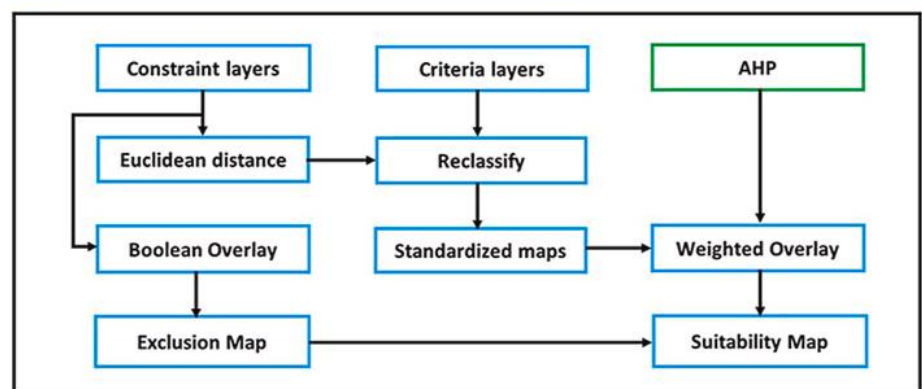 Constraint layers
Criteria layers
AHP
Euclidean distance
Reclassify
Boolean Overlay
Standardized maps
Weighted Overlay
Exclusion Map
Suitability Map